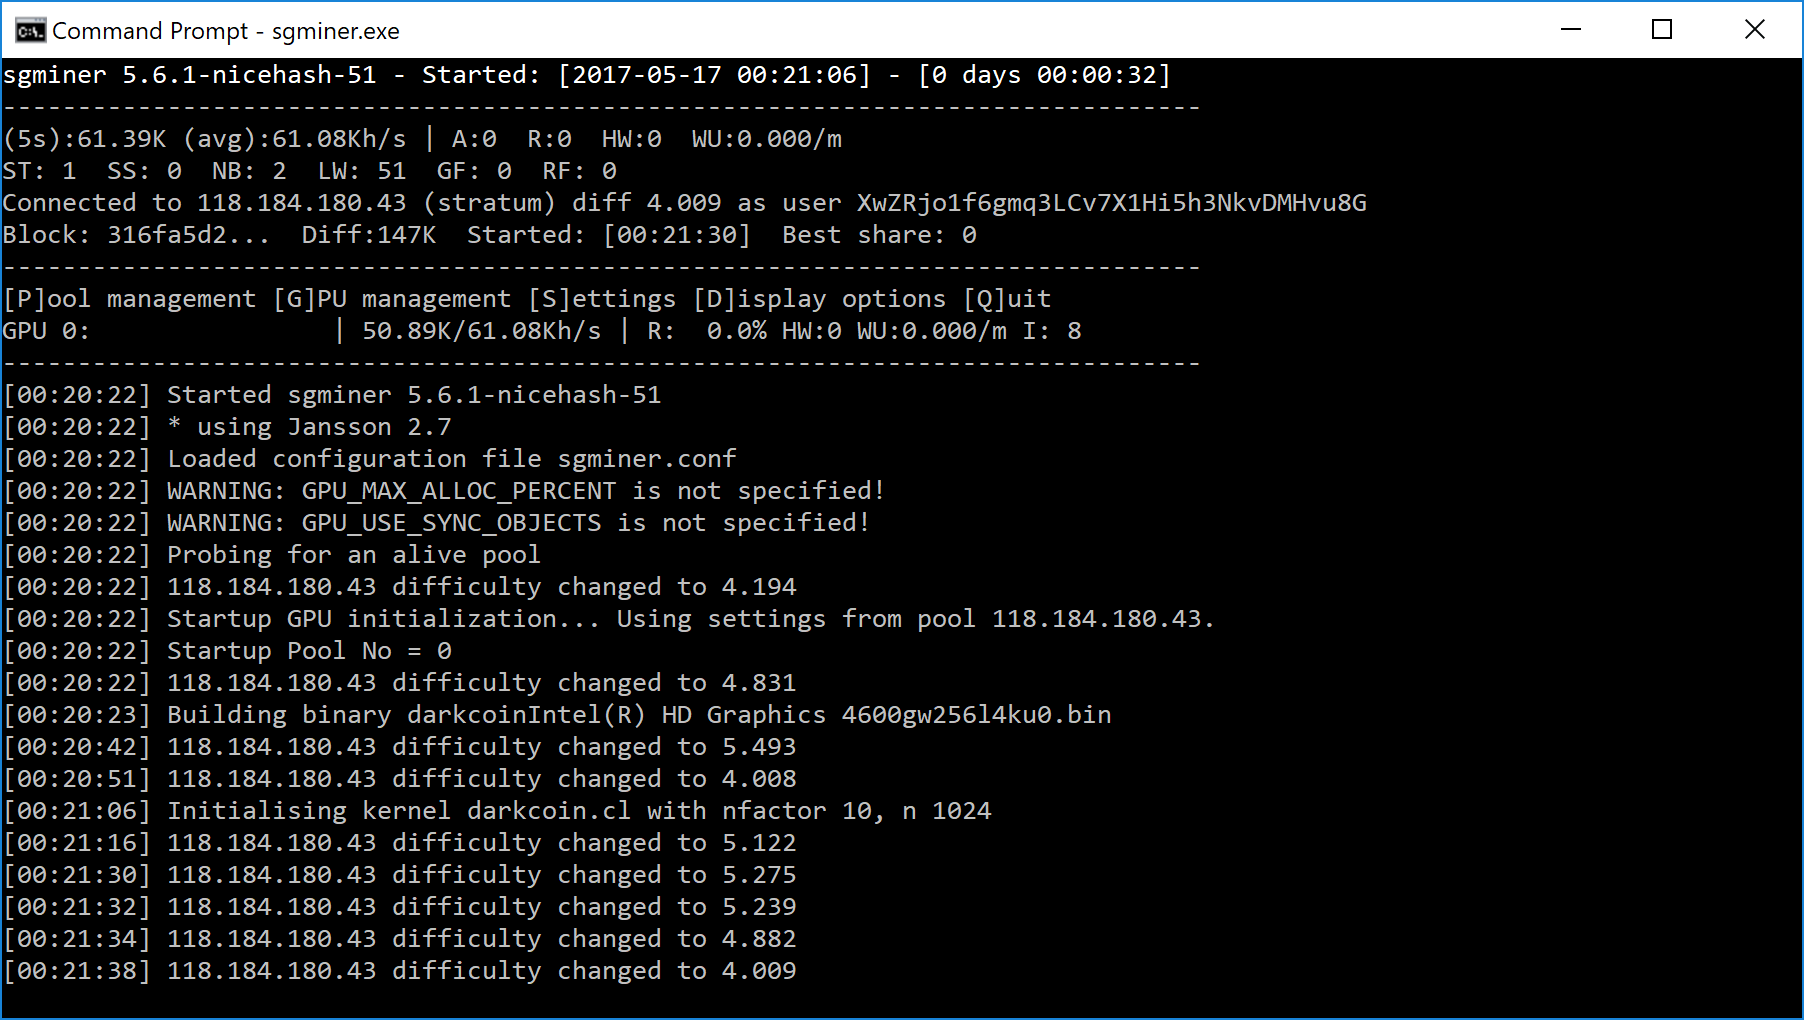 Command Prompt - sgminer.exe
sgminer 5.6.1-nicehash-51 - Started: [2017-05-17 00:21:06] - [0 days 00:00:32]
--------------------------------------------------------------------------------
(5s):61.39K (avg):61.08Kh/s | A:0  R:0  HW:0  WU:0.000/m
ST: 1  SS: 0  NB: 2  LW: 51  GF: 0  RF: 0
Connected to 118.184.180.43 (stratum) diff 4.009 as user XwZRjo1f6gmq3LCv7X1Hi5h3NkvDMHvu8G
Block: 316fa5d2...  Diff:147K  Started: [00:21:30]  Best share: 0
--------------------------------------------------------------------------------
[P]ool management [G]PU management [S]ettings [D]isplay options [Q]uit
GPU 0:                | 50.89K/61.08Kh/s | R:  0.0% HW:0 WU:0.000/m I: 8
--------------------------------------------------------------------------------
[00:20:22] Started sgminer 5.6.1-nicehash-51
[00:20:22] * using Jansson 2.7
[00:20:22] Loaded configuration file sgminer.conf
[00:20:22] WARNING: GPU_MAX_ALLOC_PERCENT is not specified!
[00:20:22] WARNING: GPU_USE_SYNC_OBJECTS is not specified!
[00:20:22] Probing for an alive pool
[00:20:22] 118.184.180.43 difficulty changed to 4.194
[00:20:22] Startup GPU initialization... Using settings from pool 118.184.180.43.
[00:20:22] Startup Pool No = 0
[00:20:22] 118.184.180.43 difficulty changed to 4.831
[00:20:23] Building binary darkcoinIntel(R) HD Graphics 4600gw256l4ku0.bin
[00:20:42] 118.184.180.43 difficulty changed to 5.493
[00:20:51] 118.184.180.43 difficulty changed to 4.008
[00:21:06] Initialising kernel darkcoin.cl with nfactor 10, n 1024
[00:21:16] 118.184.180.43 difficulty changed to 5.122
[00:21:30] 118.184.180.43 difficulty changed to 5.275
[00:21:32] 118.184.180.43 difficulty changed to 5.239
[00:21:34] 118.184.180.43 difficulty changed to 4.882
[00:21:38] 118.184.180.43 difficulty changed to 4.009